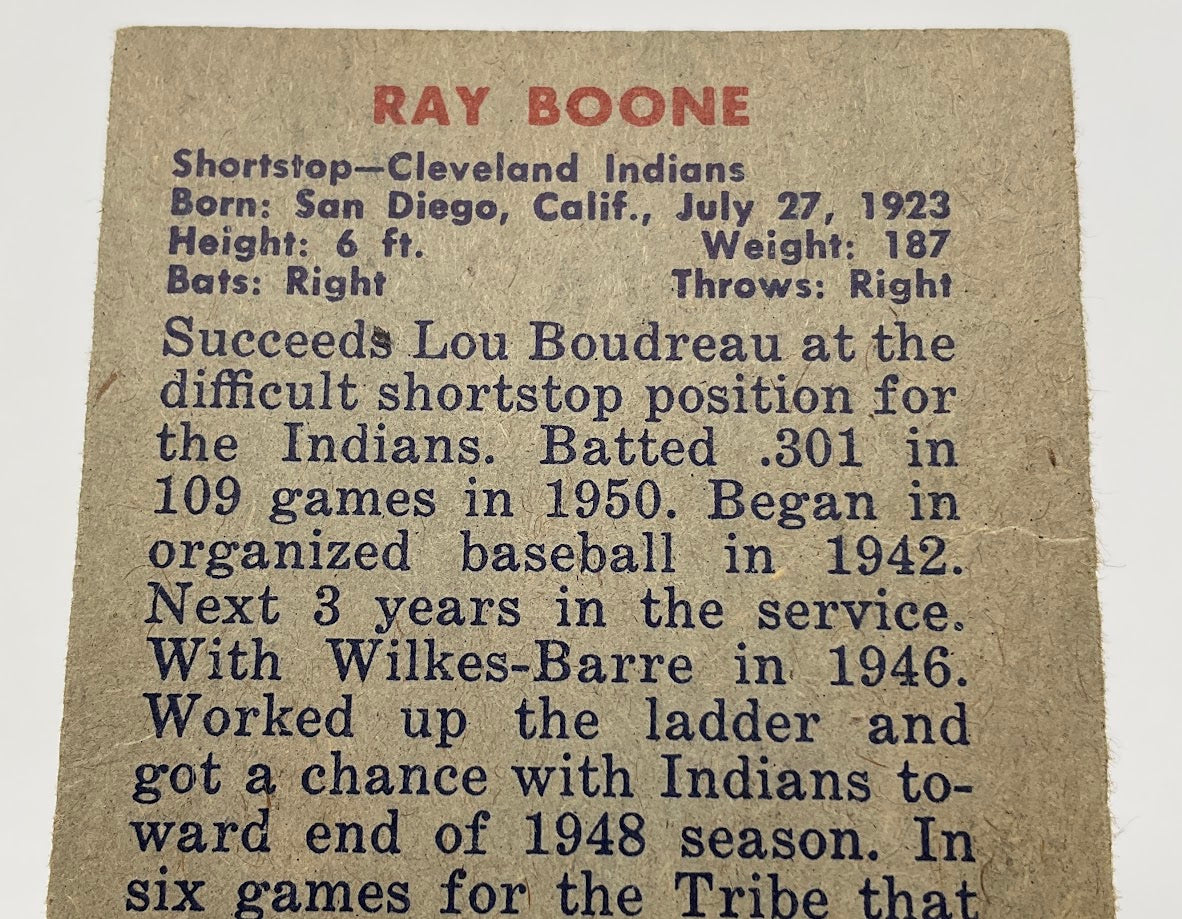 RAY BOONE
Shortstop—Cleveland Indians
Born: San Diego, Calif., July 27, 1923
Height: 6 ft. Weight: 187
Bats: Right Throws: Right
Succeeds Lou Boudreau at the
difficult shortstop position for
the Indians. Batted .301 in
109 games in 1950. Began in
organized baseball in 1942.
Next 3 years in the service.
With Wilkes-Barre in 1946.
Worked up the ladder and
got a chance with Indians to-
ward end of 1948 season. In
six games for the Tribe that